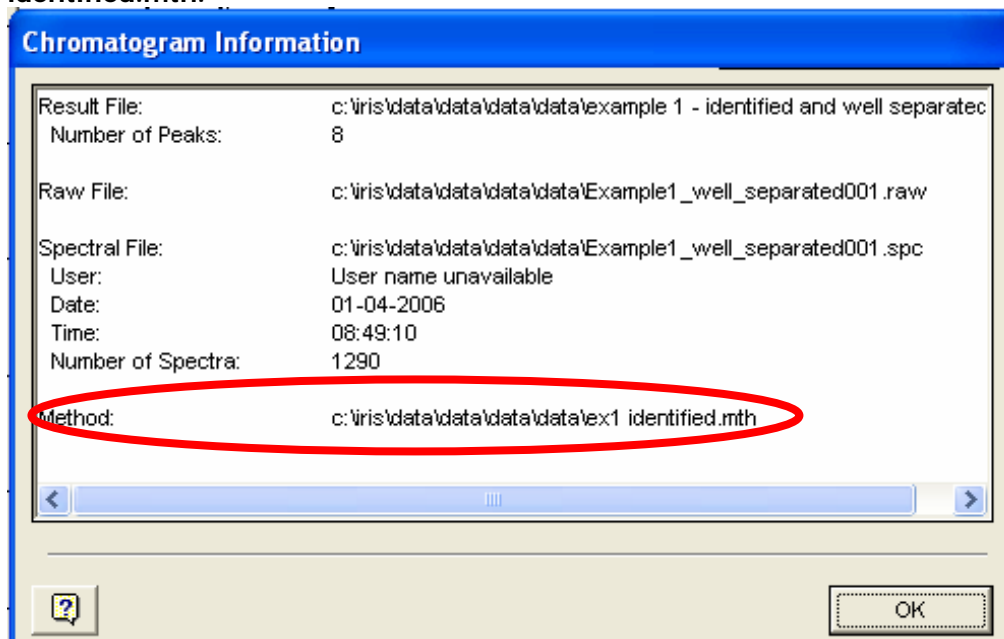 identified.mth.
Chromatogram Information
Result File: c:\iris\data\data\data\data\example 1 - identified and well separatec
Number of Peaks: 8
Raw File: c:\iris\data\data\data\data\Example1_well_separated001.raw
Spectral File: c:\iris\data\data\data\data\Example1_well_separated001.spc
User: User name unavailable
Date: 01-04-2006
Time: 08:49:10
Number of Spectra: 1290
Method: c:\iris\data\data\data\data\ex1 identified.mth
?
OK